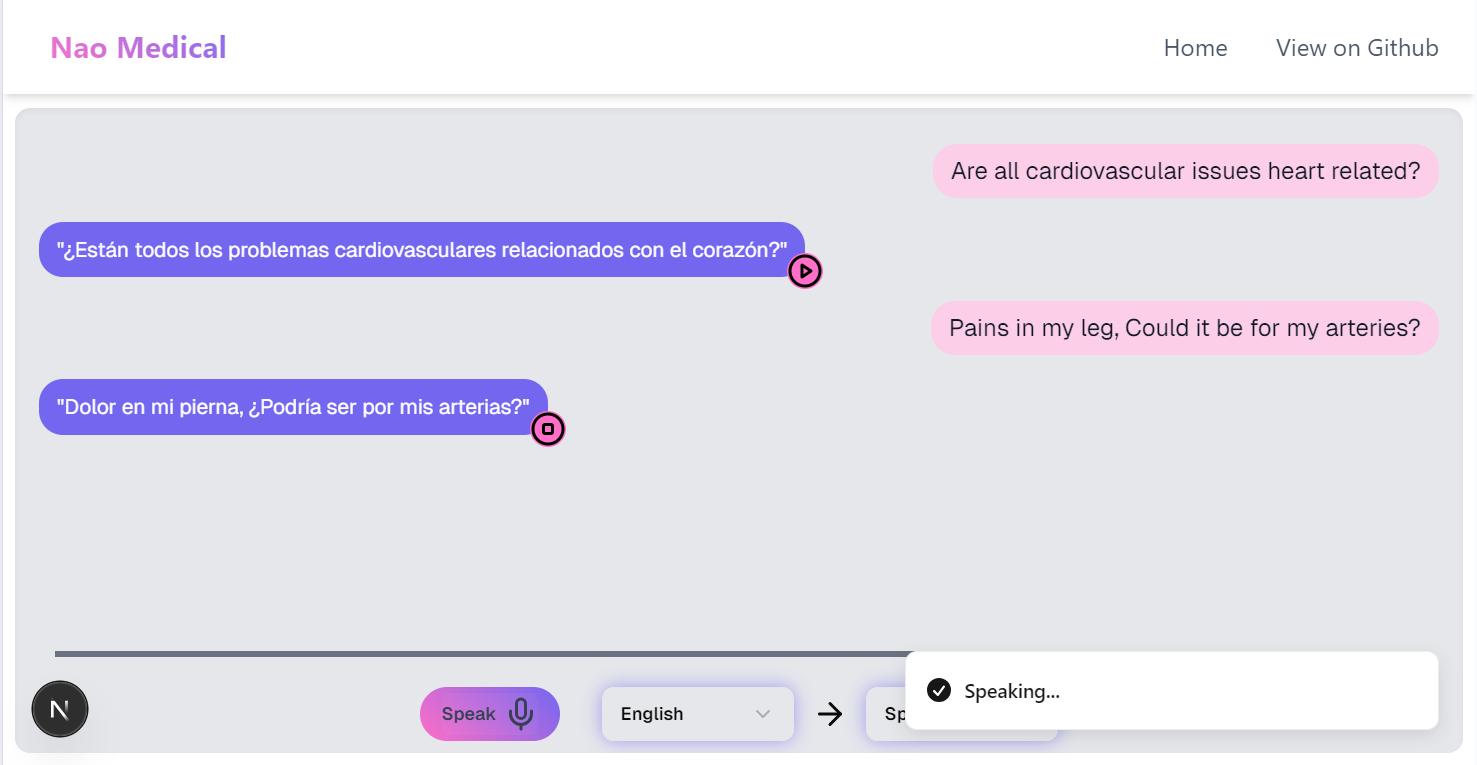 Nao Medical
Home
View on Github
Are all cardiovascular issues heart related?
"¿Están todos los problemas cardiovasculares relacionados con el corazón?"
Pains in my leg, Could it be for my arteries?
"Dolor en mi pierna, ¿Podría ser por mis arterias?"
N
Speak
English
Sp
Speaking...